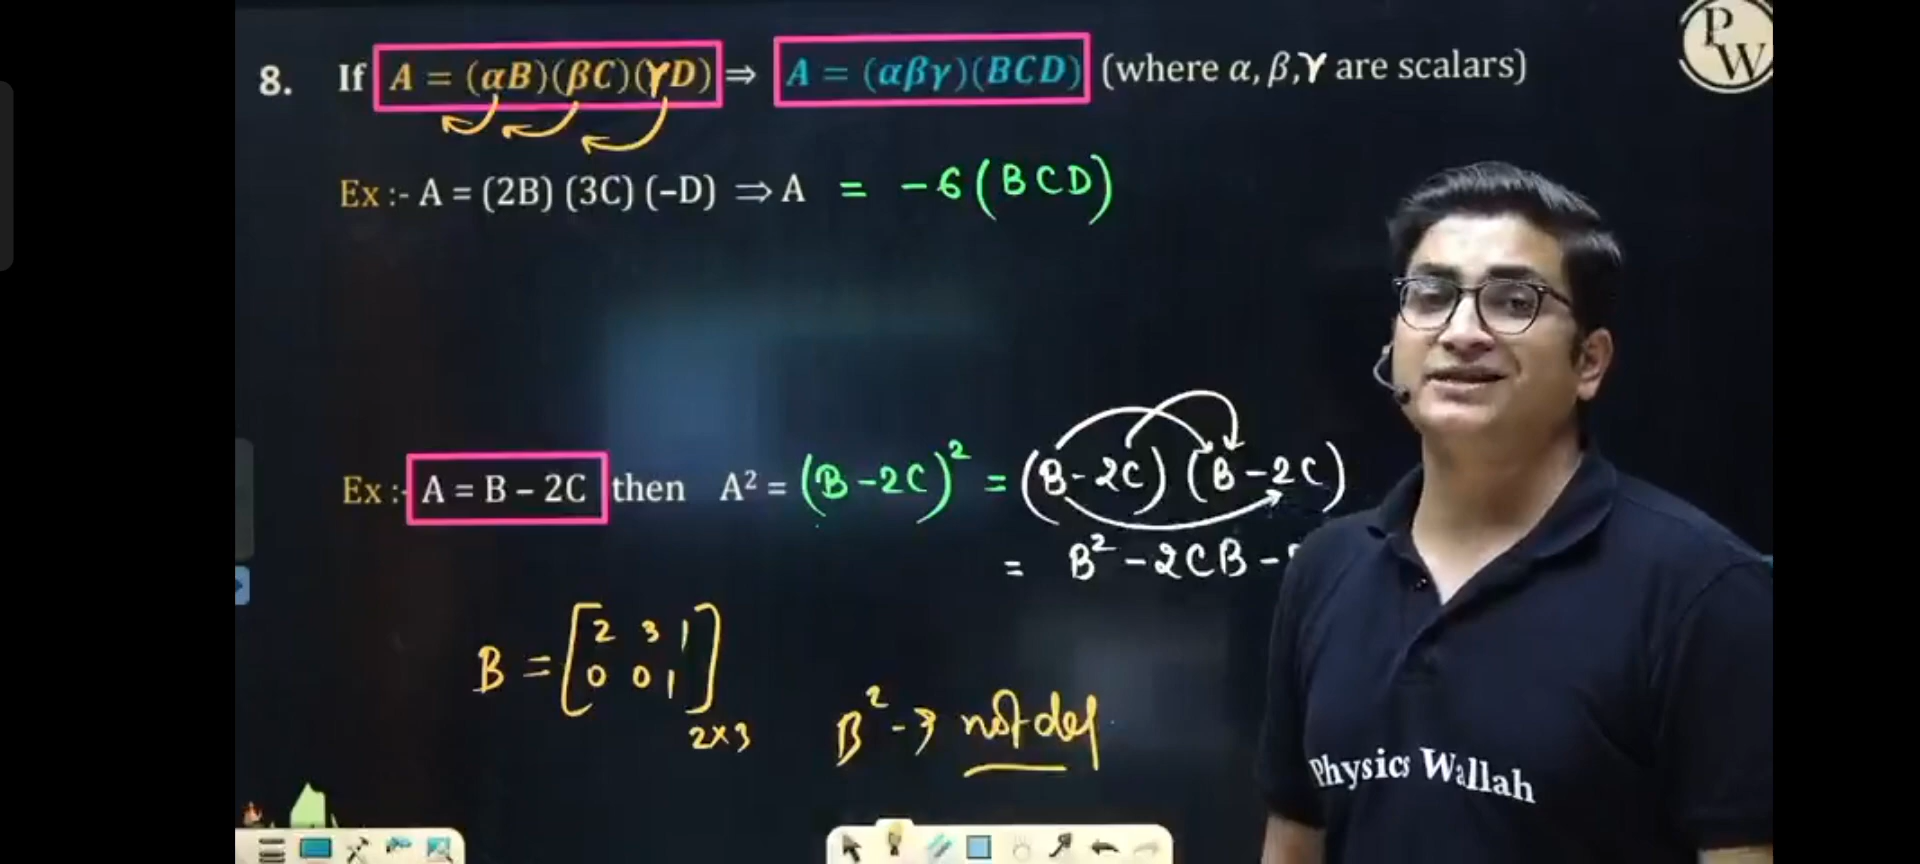 PW
8. If A = (αB)(βC)(γD) ⇒ A = (αβγ)(BCD) (where α, β, γ are scalars)
Ex :- A = (2B) (3C) (–D) ⇒ A = -6 (BCD)
Ex :- A = B – 2C then A² = (B-2C)² = (B-2C) (B-2C)
= B² - 2CB -
B = [2 3 1
0 0 1] 2×3
B² → not def.
Physics Wallah